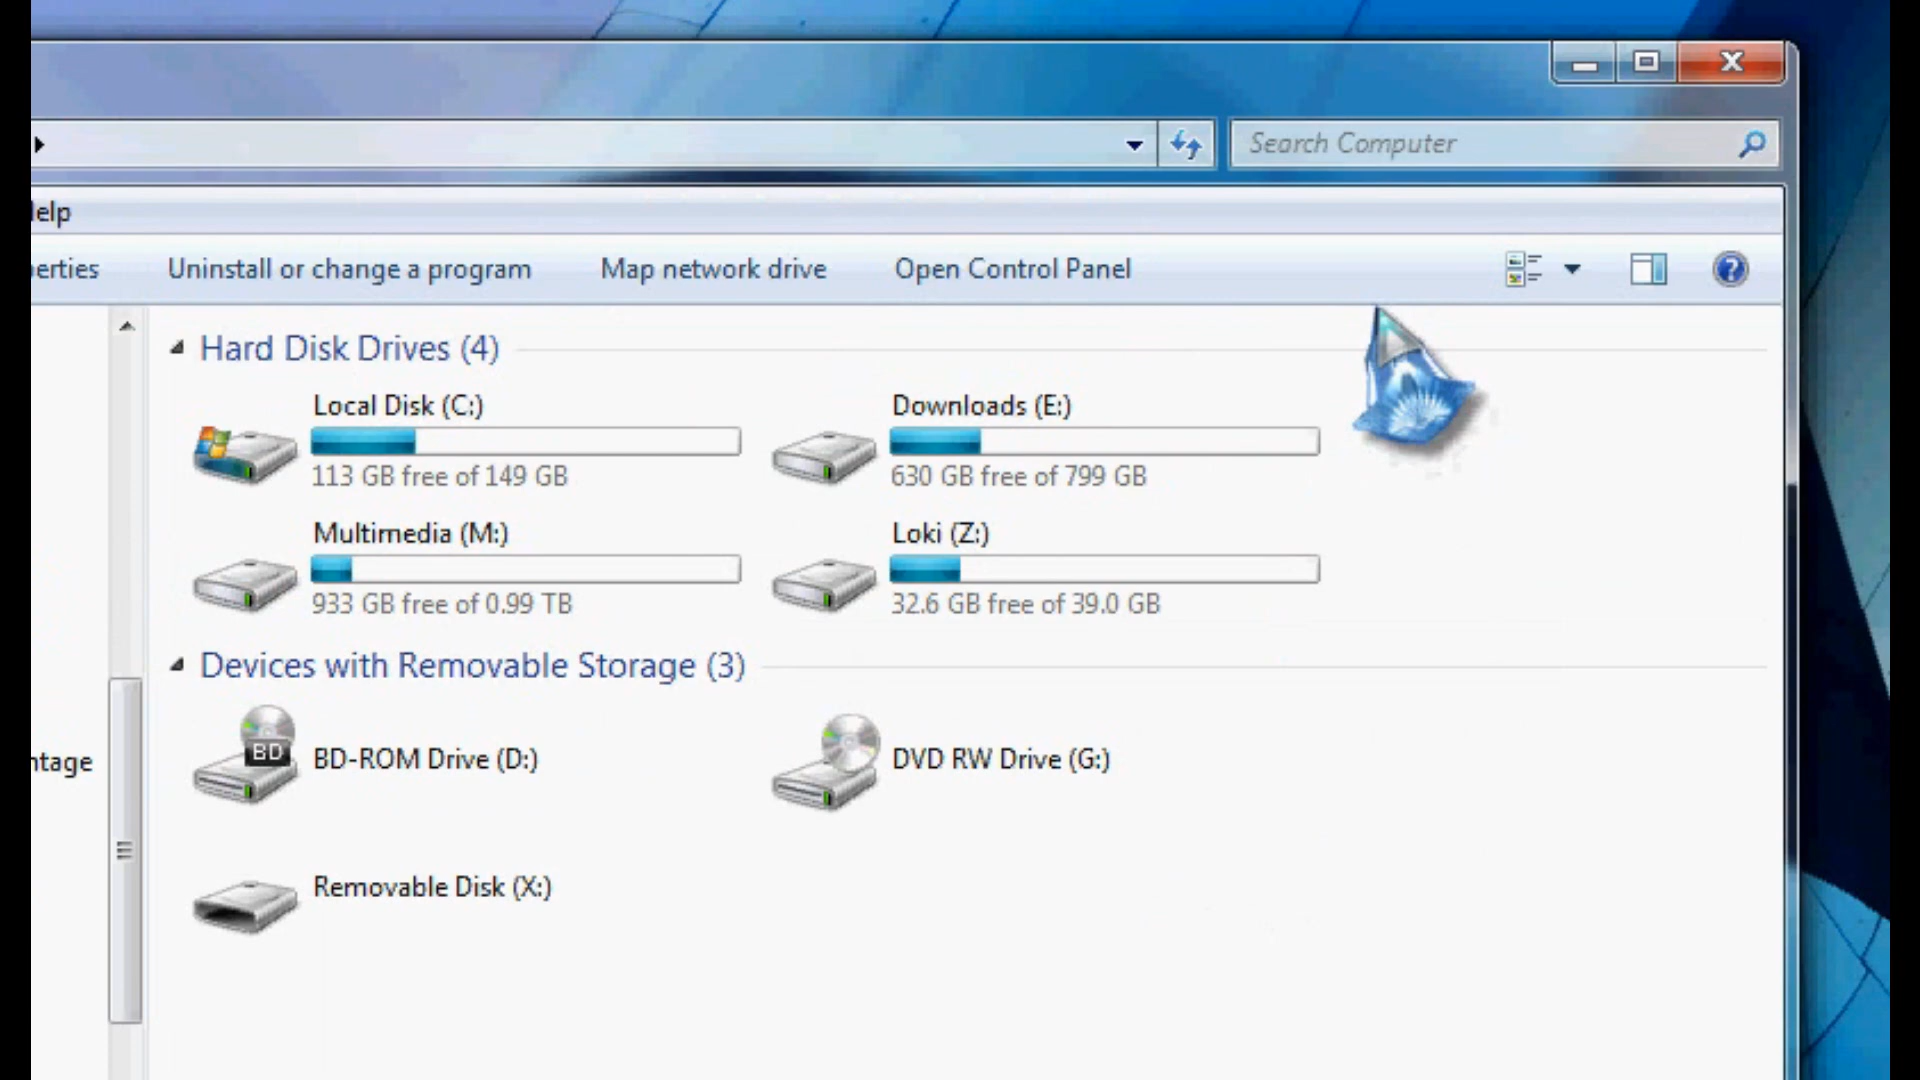 Search Computer
elp
erties Uninstall or change a program Map network drive Open Control Panel
Hard Disk Drives (4)
Local Disk (C:)
113 GB free of 149 GB
Downloads (E:)
630 GB free of 799 GB
Multimedia (M:)
933 GB free of 0.99 TB
Loki (Z:)
32.6 GB free of 39.0 GB
Devices with Removable Storage (3)
BD
BD-ROM Drive (D:)
DVD RW Drive (G:)
ntage
Removable Disk (X:)